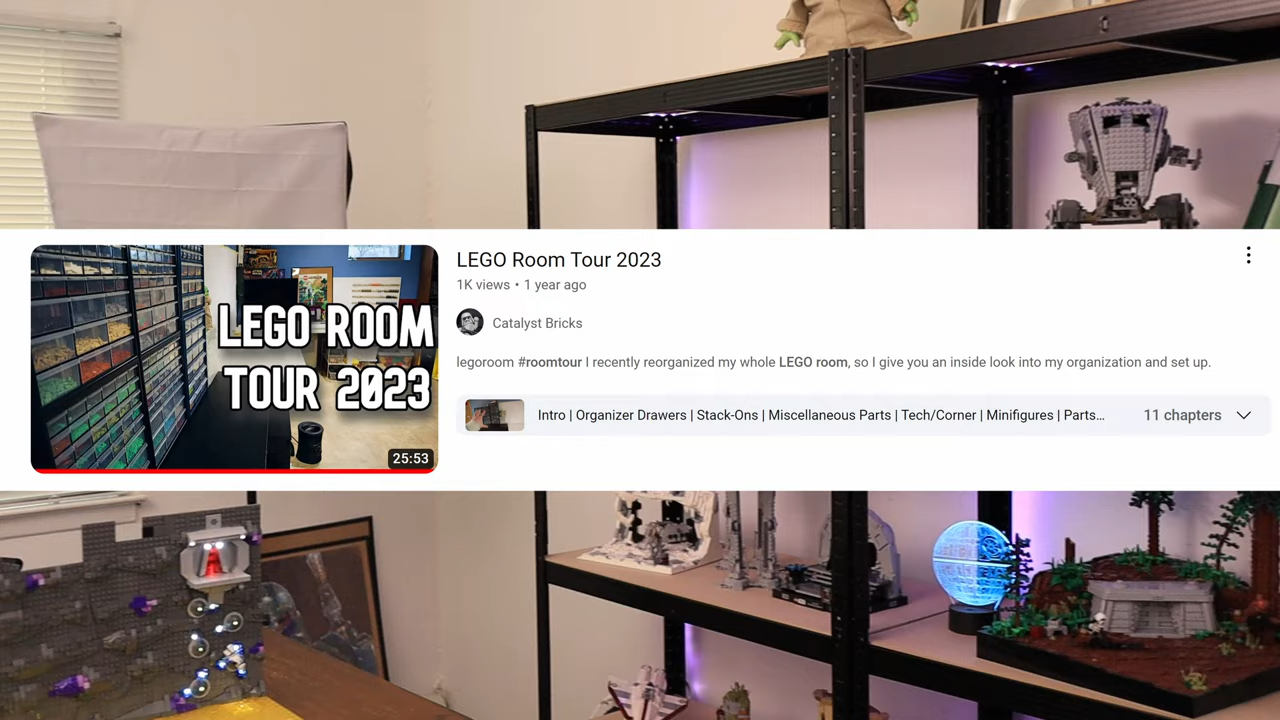 LEGO ROOM
TOUR 2023
25:53
LEGO Room Tour 2023
1K views • 1 year ago
Catalyst Bricks
legoroom #roomtour I recently reorganized my whole LEGO room, so I give you an inside look into my organization and set up.
Intro | Organizer Drawers | Stack-Ons | Miscellaneous Parts | Tech/Corner | Minifigures | Parts...
11 chapters